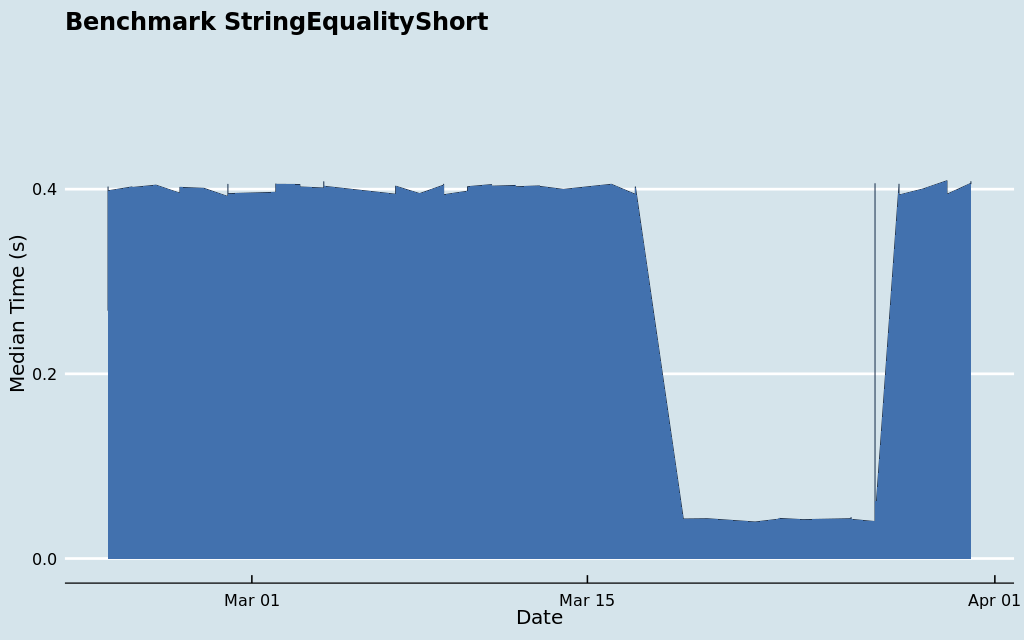 Benchmark StringEqualityShort
Median Time (s)
0.4
0.2
0.0
Mar 01
Mar 15
Apr 01
Date